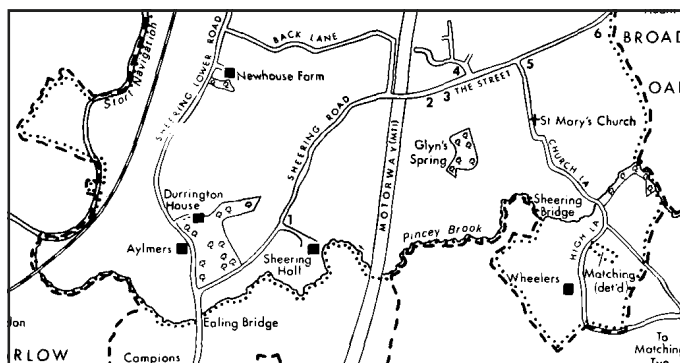 BROAD
OA
6
BACK LANE
SHEERING LOWER ROAD
Stort Navigation
Newhouse Farm
4
5
THE STREET
2
3
SHEERING ROAD
MOTORWAY (M11)
St Mary's Church
Glyn's
Spring
CHURCH LA
Durrington
House
1
Sheering
Bridge
Pincey Brook
Aylmers
Sheering
Hall
HIGH LA
Wheelers
Matching
(det'd)
Ealing Bridge
RLOW
Campions
To
Matching